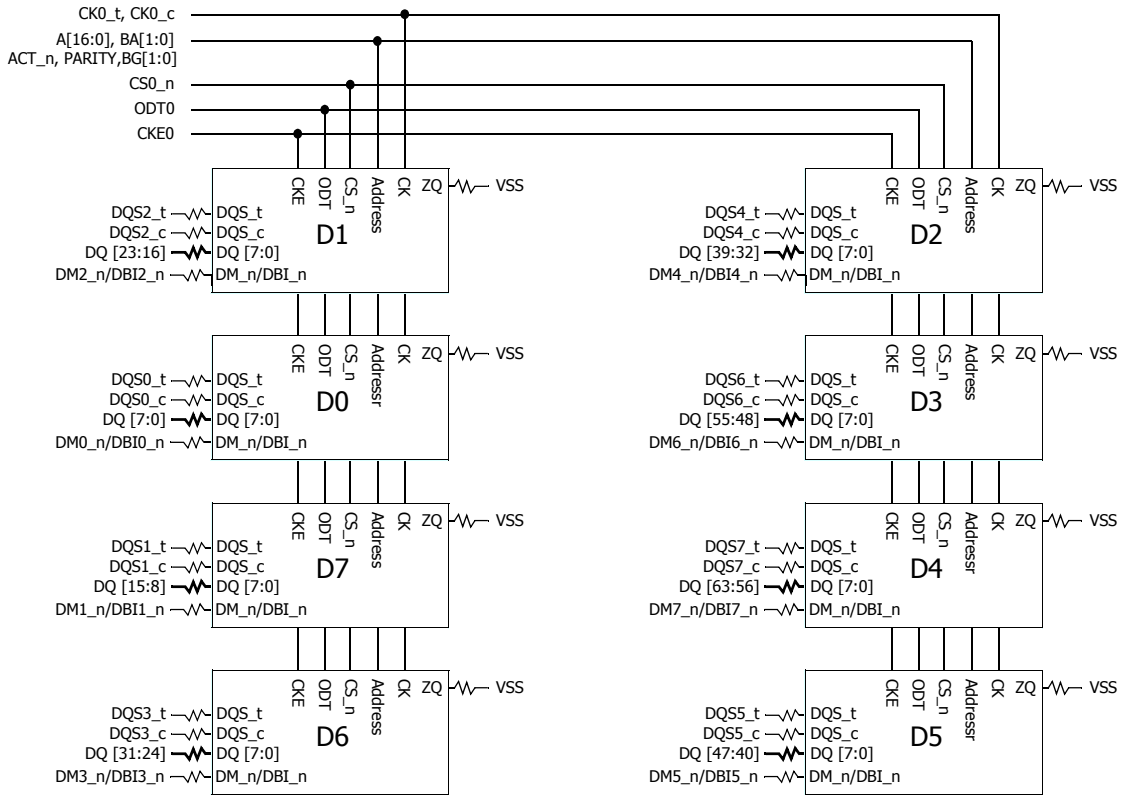 CK0_t, CK0_c
A[16:0], BA[1:0]
ACT_n, PARITY,BG[1:0]
CS0_n
ODT0
CKE0
CKE ODT CS_n Address CK ZQ VSS
DQS2_t DQS_t
DQS2_c DQS_c
D1
DQ [23:16] DQ [7:0]
DM2_n/DBI2_n DM_n/DBI_n
CKE ODT CS_n Address CK ZQ VSS
DQS4_t DQS_t
DQS4_c DQS_c
D2
DQ [39:32] DQ [7:0]
DM4_n/DBI4_n DM_n/DBI_n
CKE ODT CS_n Addressr CK ZQ VSS
DQS0_t DQS_t
DQS0_c DQS_c
D0
DQ [7:0] DQ [7:0]
DM0_n/DBI0_n DM_n/DBI_n
CKE ODT CS_n Address CK ZQ VSS
DQS6_t DQS_t
DQS6_c DQS_c
D3
DQ [55:48] DQ [7:0]
DM6_n/DBI6_n DM_n/DBI_n
CKE ODT CS_n Address CK ZQ VSS
DQS1_t DQS_t
DQS1_c DQS_c
D7
DQ [15:8] DQ [7:0]
DM1_n/DBI1_n DM_n/DBI_n
CKE ODT CS_n Addressr CK ZQ VSS
DQS7_t DQS_t
DQS7_c DQS_c
D4
DQ [63:56] DQ [7:0]
DM7_n/DBI7_n DM_n/DBI_n
CKE ODT CS_n Address CK ZQ VSS
DQS3_t DQS_t
DQS3_c DQS_c
D6
DQ [31:24] DQ [7:0]
DM3_n/DBI3_n DM_n/DBI_n
CKE ODT CS_n Addressr CK ZQ VSS
DQS5_t DQS_t
DQS5_c DQS_c
D5
DQ [47:40] DQ [7:0]
DM5_n/DBI5_n DM_n/DBI_n